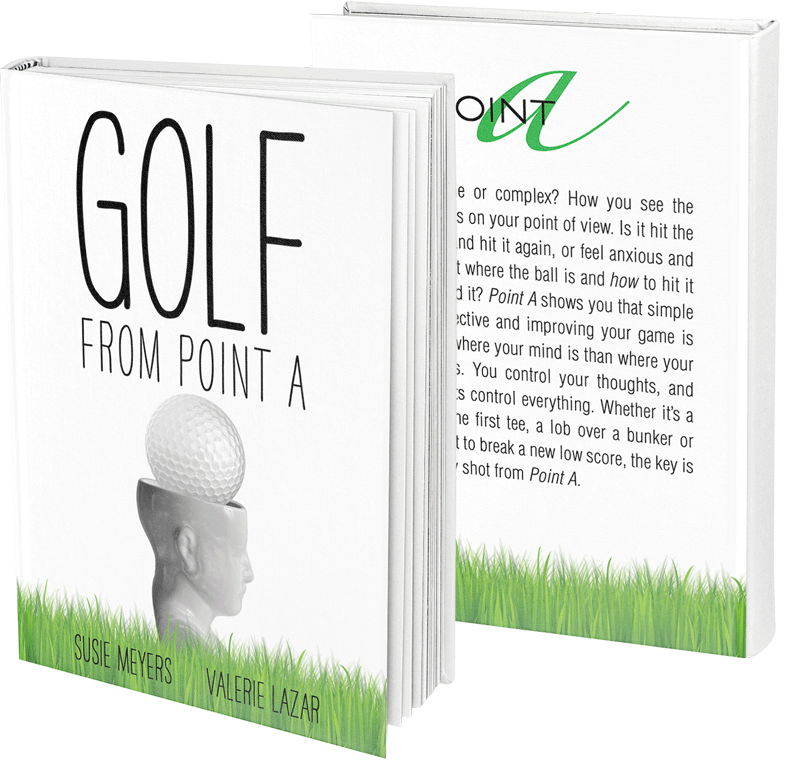 GOLF
FROM POINT A
SUSIE MEYERS VALERIE LAZAR
OINT
a
or complex? How you see the
on your point of view. Is it hit the
hit it again, or feel anxious and
where the ball is and how to hit it
it? Point A shows you that simple
and improving your game is
where your mind is than where your
You control your thoughts, and
control everything. Whether it's a
first tee, a lob over a bunker or
to break a new low score, the key is
shot from Point A.